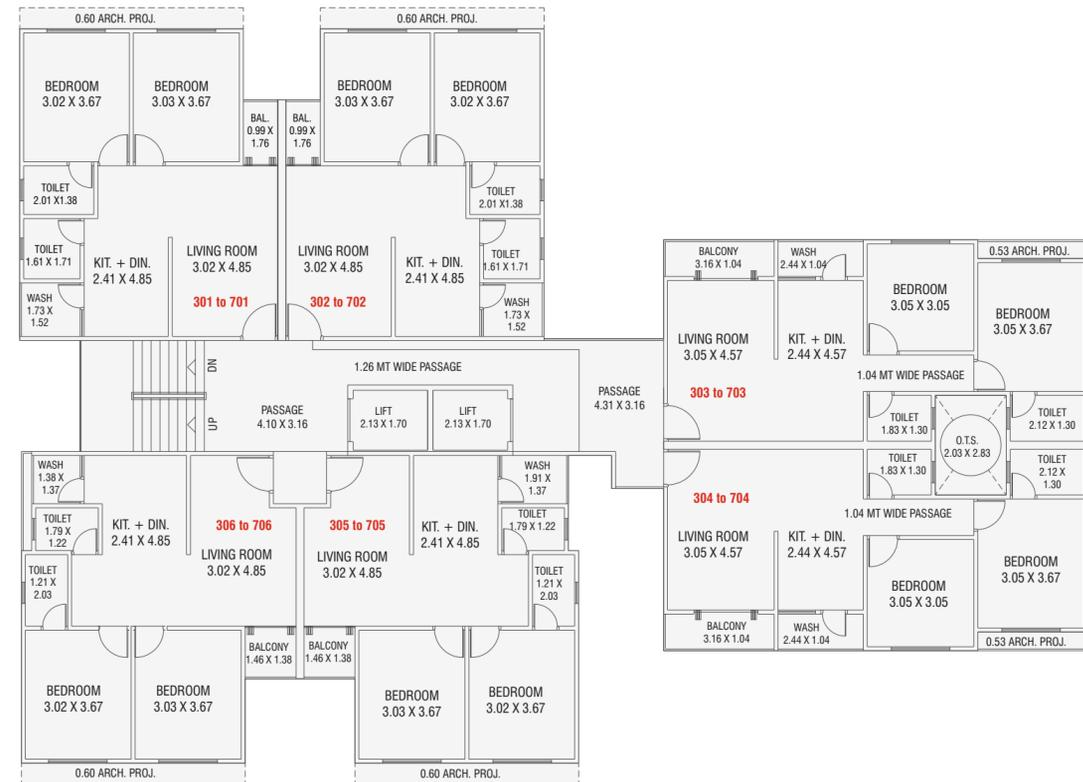 0.60 ARCH. PROJ.
0.60 ARCH. PROJ.
BEDROOM
3.02 X 3.67
BEDROOM
3.03 X 3.67
BAL.
0.99 X
1.76
BAL.
0.99 X
1.76
BEDROOM
3.03 X 3.67
BEDROOM
3.02 X 3.67
TOILET
2.01 X1.38
TOILET
2.01 X1.38
TOILET
1.61 X 1.71
KIT. + DIN.
2.41 X 4.85
LIVING ROOM
3.02 X 4.85
301 to 701
LIVING ROOM
3.02 X 4.85
302 to 702
KIT. + DIN.
2.41 X 4.85
TOILET
1.61 X 1.71
WASH
1.73 X
1.52
WASH
1.73 X
1.52
BALCONY
3.16 X 1.04
WASH
2.44 X 1.04
0.53 ARCH. PROJ.
BEDROOM
3.05 X 3.05
BEDROOM
3.05 X 3.67
LIVING ROOM
3.05 X 4.57
303 to 703
KIT. + DIN.
2.44 X 4.57
1.04 MT WIDE PASSAGE
DN
UP
1.26 MT WIDE PASSAGE
PASSAGE
4.10 X 3.16
LIFT
2.13 X 1.70
LIFT
2.13 X 1.70
PASSAGE
4.31 X 3.16
TOILET
1.83 X 1.30
O.T.S.
2.03 X 2.83
TOILET
2.12 X 1.30
TOILET
1.83 X 1.30
TOILET
2.12 X
1.30
304 to 704
LIVING ROOM
3.05 X 4.57
KIT. + DIN.
2.44 X 4.57
1.04 MT WIDE PASSAGE
BEDROOM
3.05 X 3.05
BEDROOM
3.05 X 3.67
BALCONY
3.16 X 1.04
WASH
2.44 X 1.04
0.53 ARCH. PROJ.
WASH
1.38 X
1.37
TOILET
1.79 X
1.22
KIT. + DIN.
2.41 X 4.85
306 to 706
LIVING ROOM
3.02 X 4.85
305 to 705
LIVING ROOM
3.02 X 4.85
KIT. + DIN.
2.41 X 4.85
WASH
1.91 X
1.37
TOILET
1.79 X 1.22
TOILET
1.21 X
2.03
TOILET
1.21 X
2.03
BALCONY
1.46 X 1.38
BALCONY
1.46 X 1.38
BEDROOM
3.02 X 3.67
BEDROOM
3.03 X 3.67
BEDROOM
3.03 X 3.67
BEDROOM
3.02 X 3.67
0.60 ARCH. PROJ.
0.60 ARCH. PROJ.